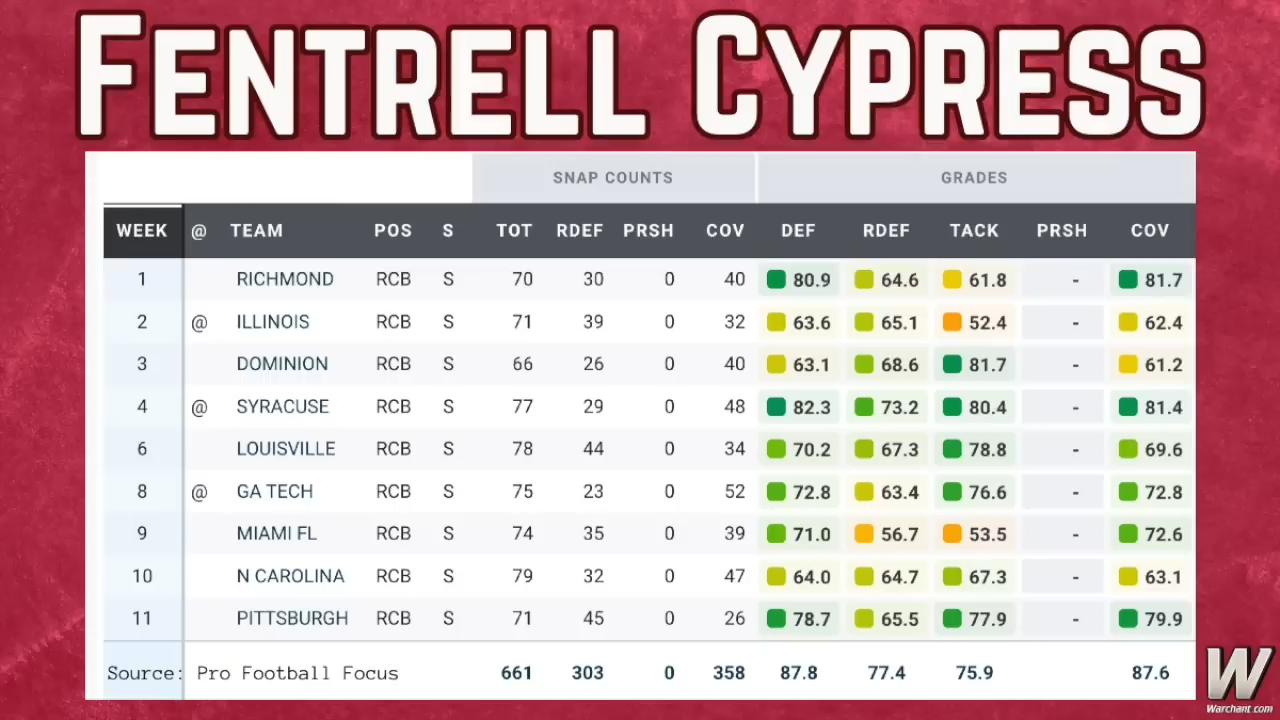 FENTRELL CYPRESS
SNAP COUNTS GRADES
WEEK @ TEAM POS S TOT RDEF PRSH COV DEF RDEF TACK PRSH COV
1 RICHMOND RCB S 70 30 0 40 80.9 64.6 61.8 - 81.7
2 @ ILLINOIS RCB S 71 39 0 32 63.6 65.1 52.4 - 62.4
3 DOMINION RCB S 66 26 0 40 63.1 68.6 81.7 - 61.2
4 @ SYRACUSE RCB S 77 29 0 48 82.3 73.2 80.4 - 81.4
6 LOUISVILLE RCB S 78 44 0 34 70.2 67.3 78.8 - 69.6
8 @ GA TECH RCB S 75 23 0 52 72.8 63.4 76.6 - 72.8
9 MIAMI FL RCB S 74 35 0 39 71.0 56.7 53.5 - 72.6
10 N CAROLINA RCB S 79 32 0 47 64.0 64.7 67.3 - 63.1
11 PITTSBURGH RCB S 71 45 0 26 78.7 65.5 77.9 - 79.9
Source: Pro Football Focus 661 303 0 358 87.8 77.4 75.9 87.6
W
Warchant.com